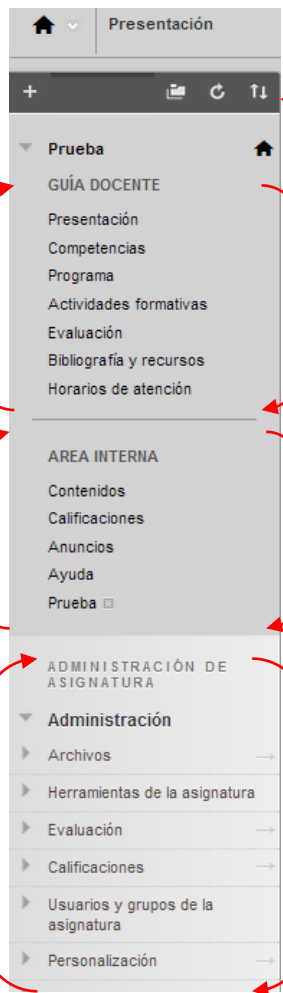 Presentación
Prueba
GUÍA DOCENTE
Presentación
Competencias
Programa
Actividades formativas
Evaluación
Bibliografía y recursos
Horarios de atención
AREA INTERNA
Contenidos
Calificaciones
Anuncios
Ayuda
Prueba
ADMINISTRACIÓN DE
ASIGNATURA
Administración
Archivos
Herramientas de la asignatura
Evaluación
Calificaciones
Usuarios y grupos de la
asignatura
Personalización